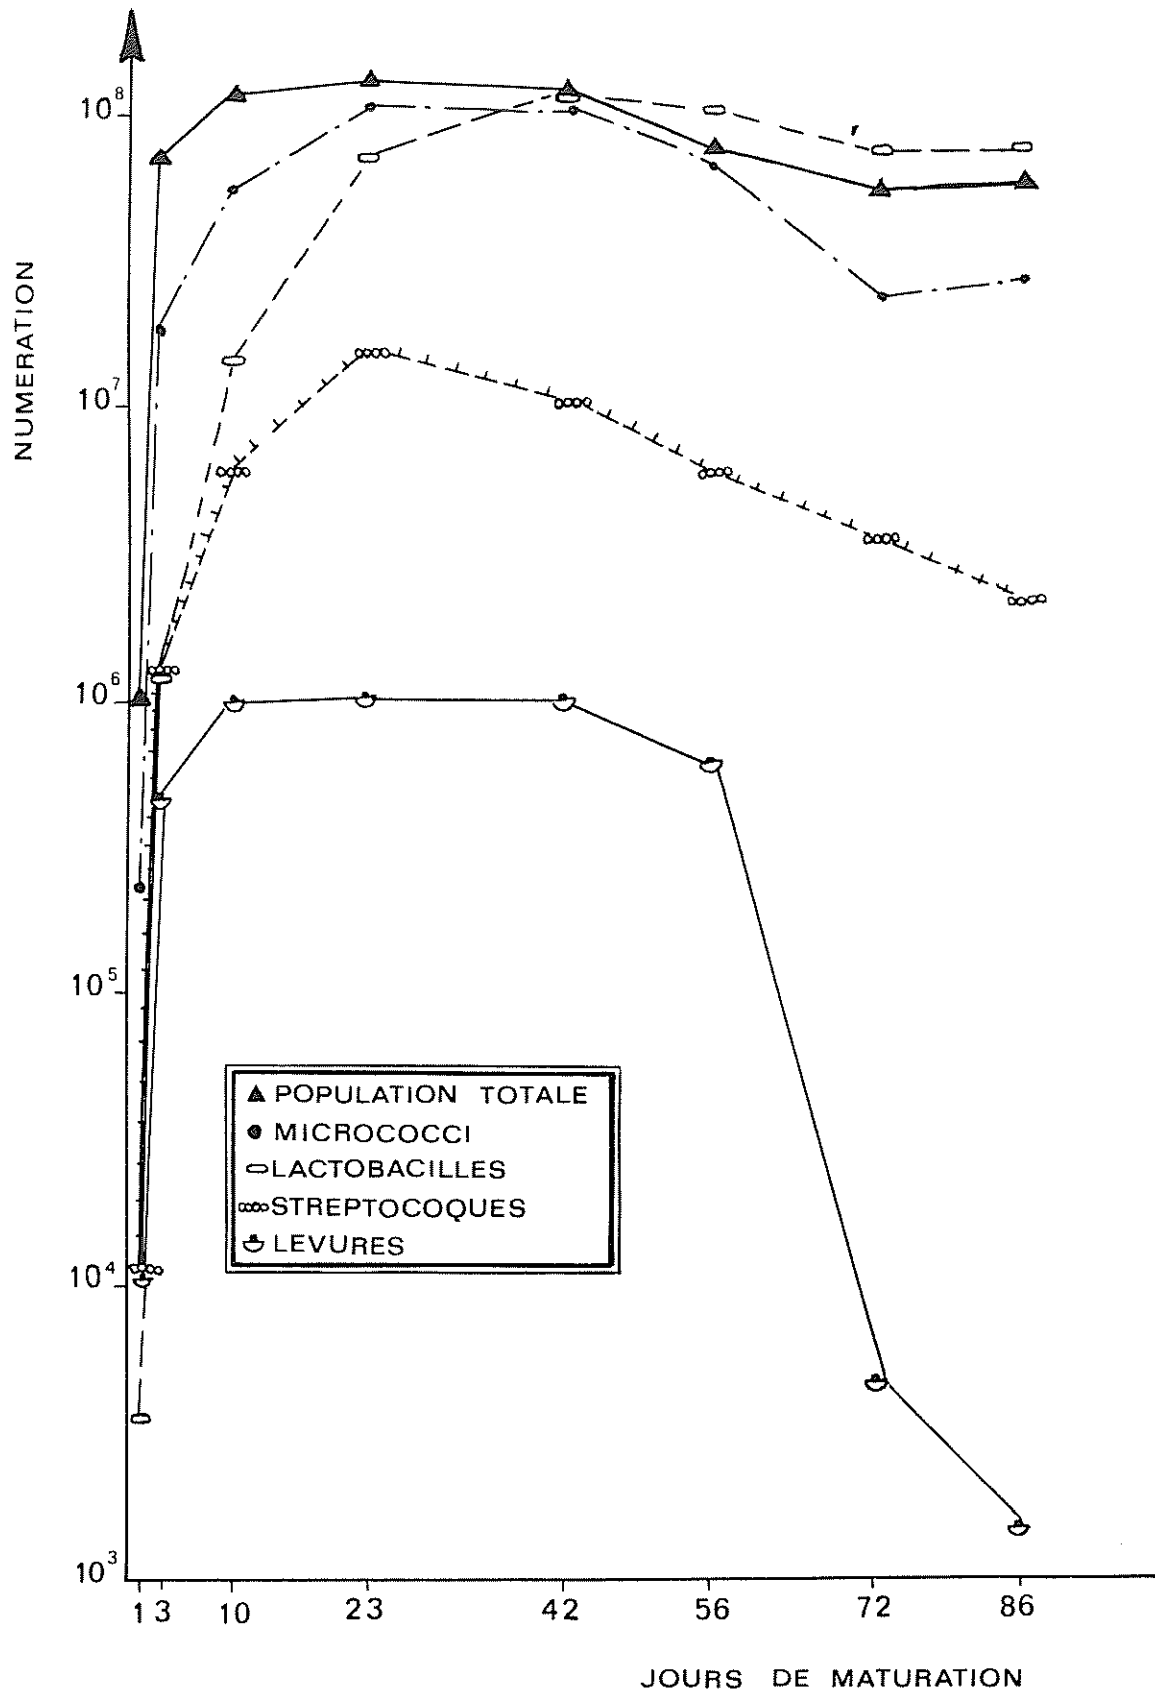 10⁸
NUMERATION
10⁷
10⁶
10⁵
POPULATION TOTALE
MICROCOCCI
LACTOBACILLES
STREPTOCOQUES
LEVURES
10⁴
10³
1 3 10 23 42 56 72 86
JOURS DE MATURATION